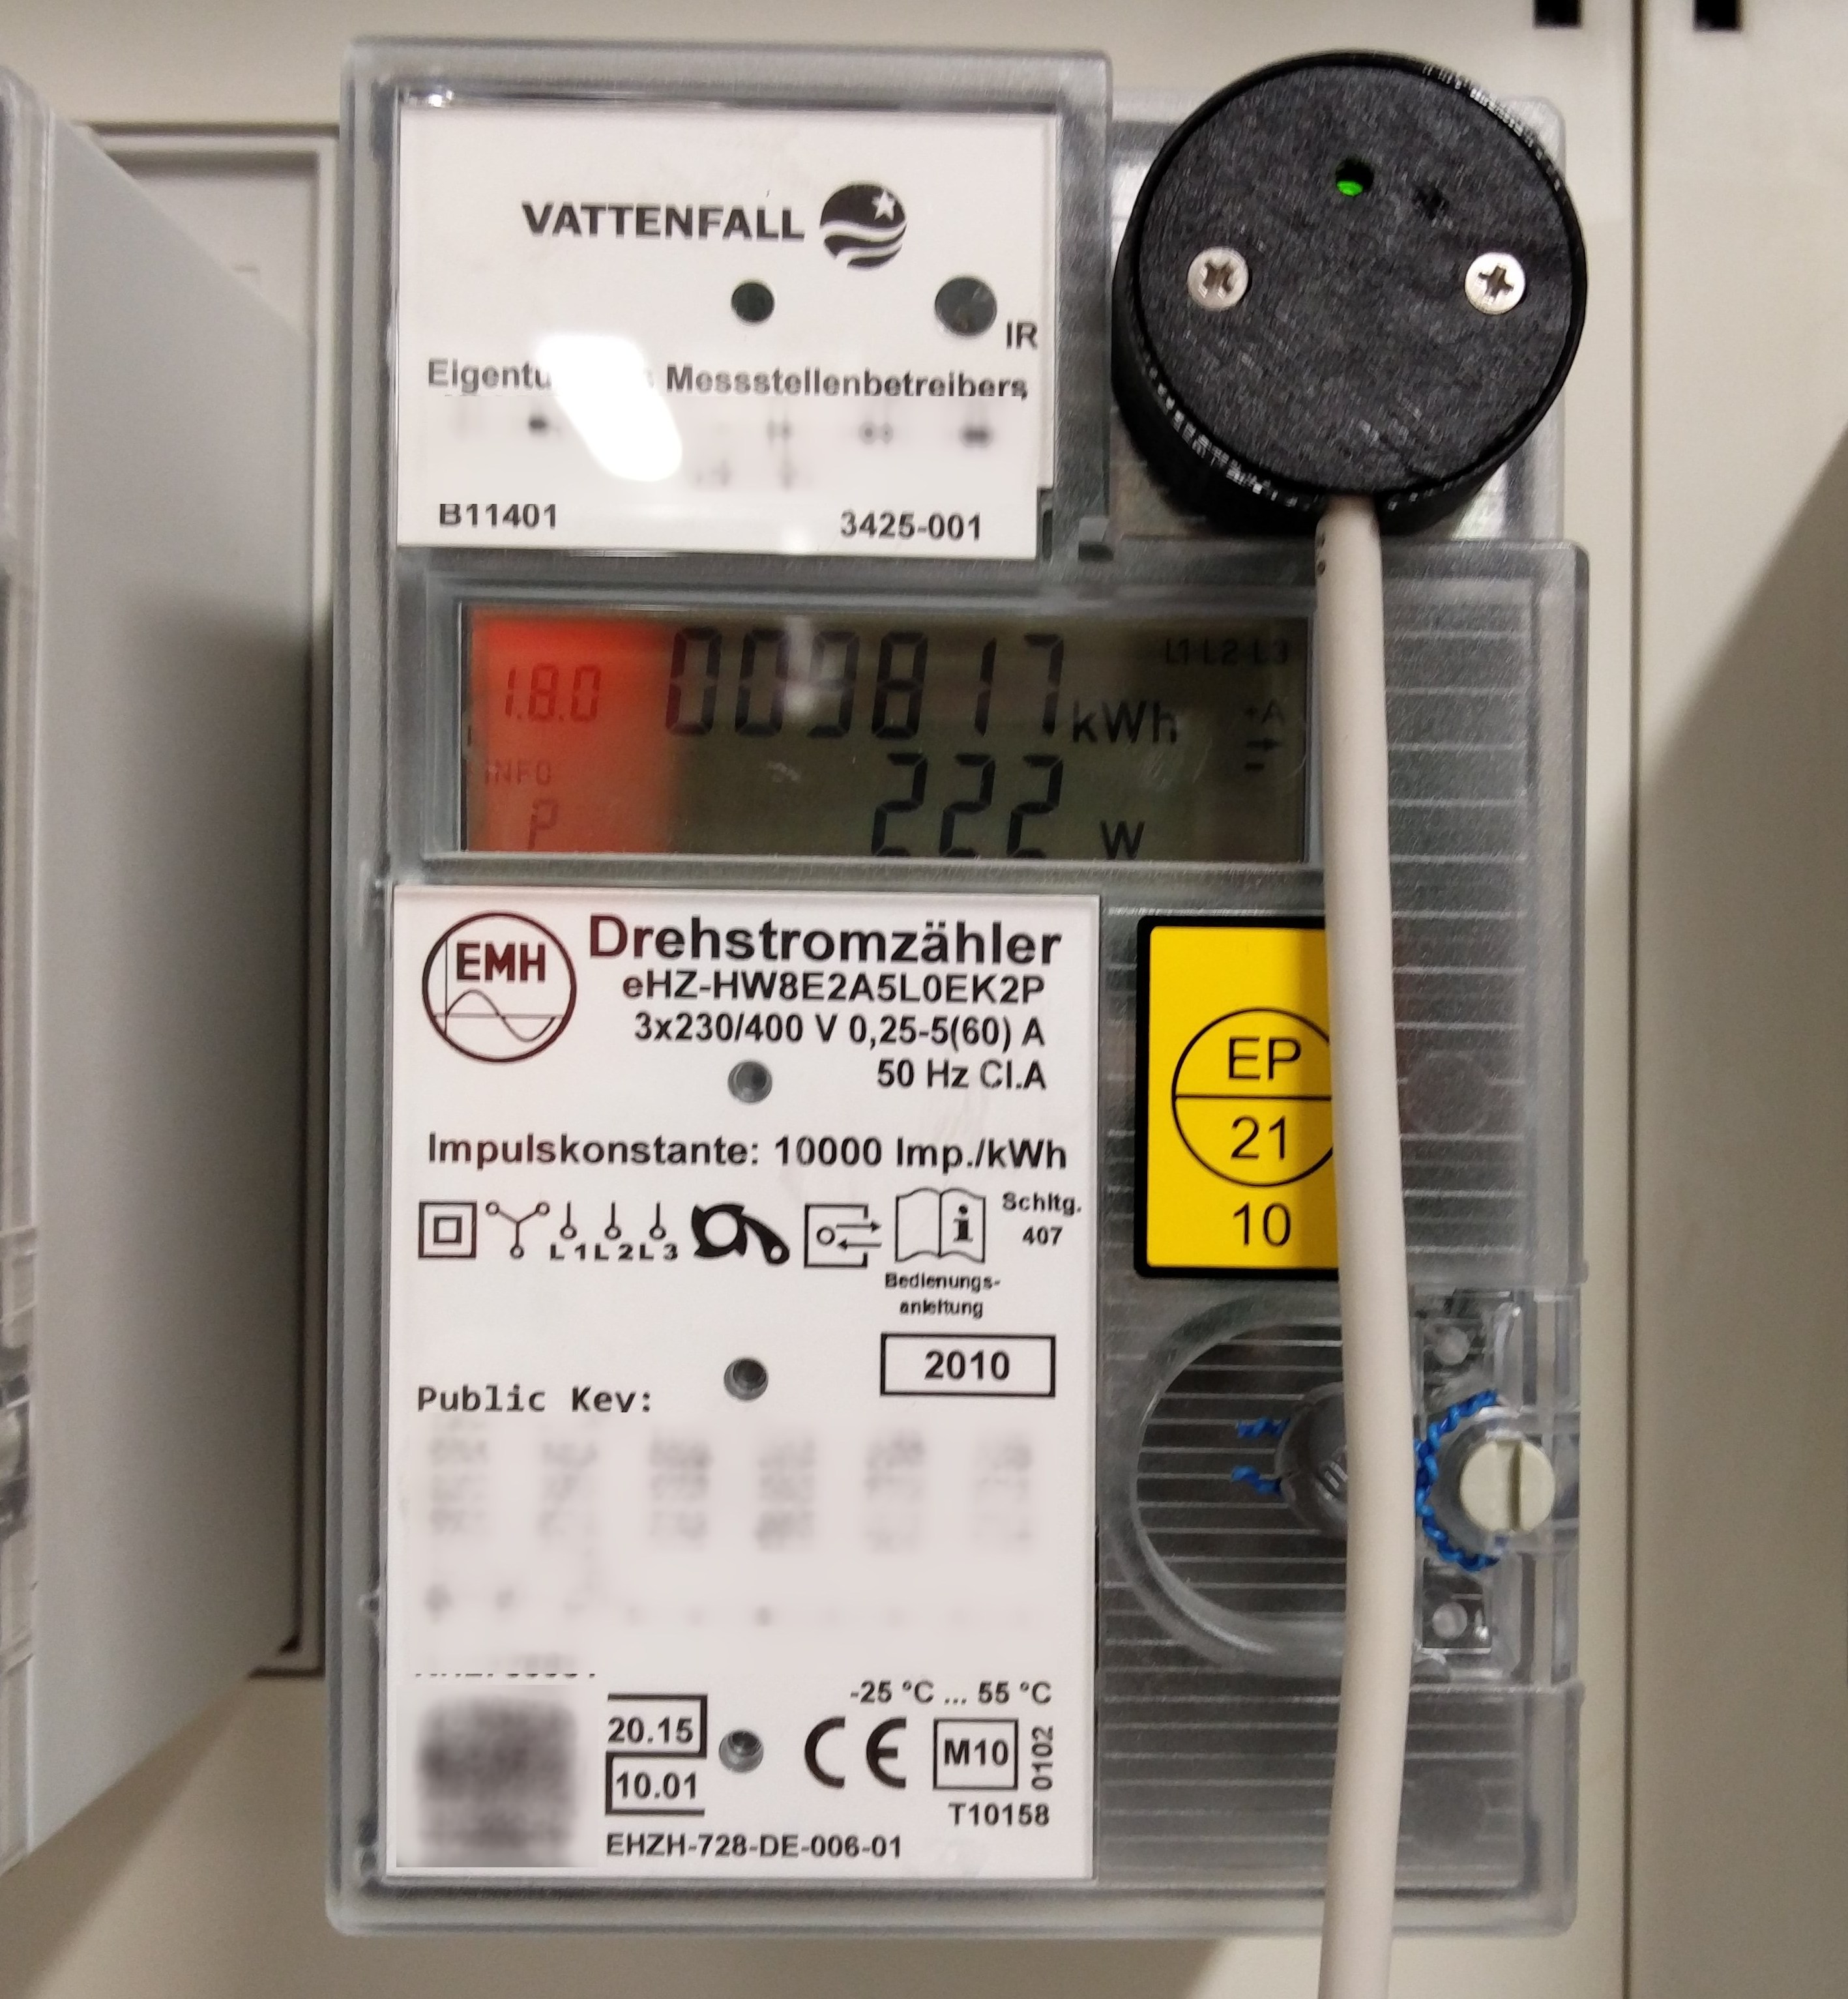 VATTENFALL
IR
Messstellenbetreibers
B11401 3425-001
L1 L2 L3
1.8.0 009817 kWh
+A
INFO
P 222 W
EMH
Drehstromzähler
eHZ-HW8E2A5L0EK2P
3x230/400 V 0,25-5(60) A
50 Hz Cl.A
Impulskonstante: 10000 Imp./kWh
L1 L2 L3
i
Schltg.
407
Bedienungs-
anleitung
2010
Public Key:
-25 °C ... 55 °C
20.15
10.01
CE M10 0102
T10158
EHZH-728-DE-006-01
EP
21
10